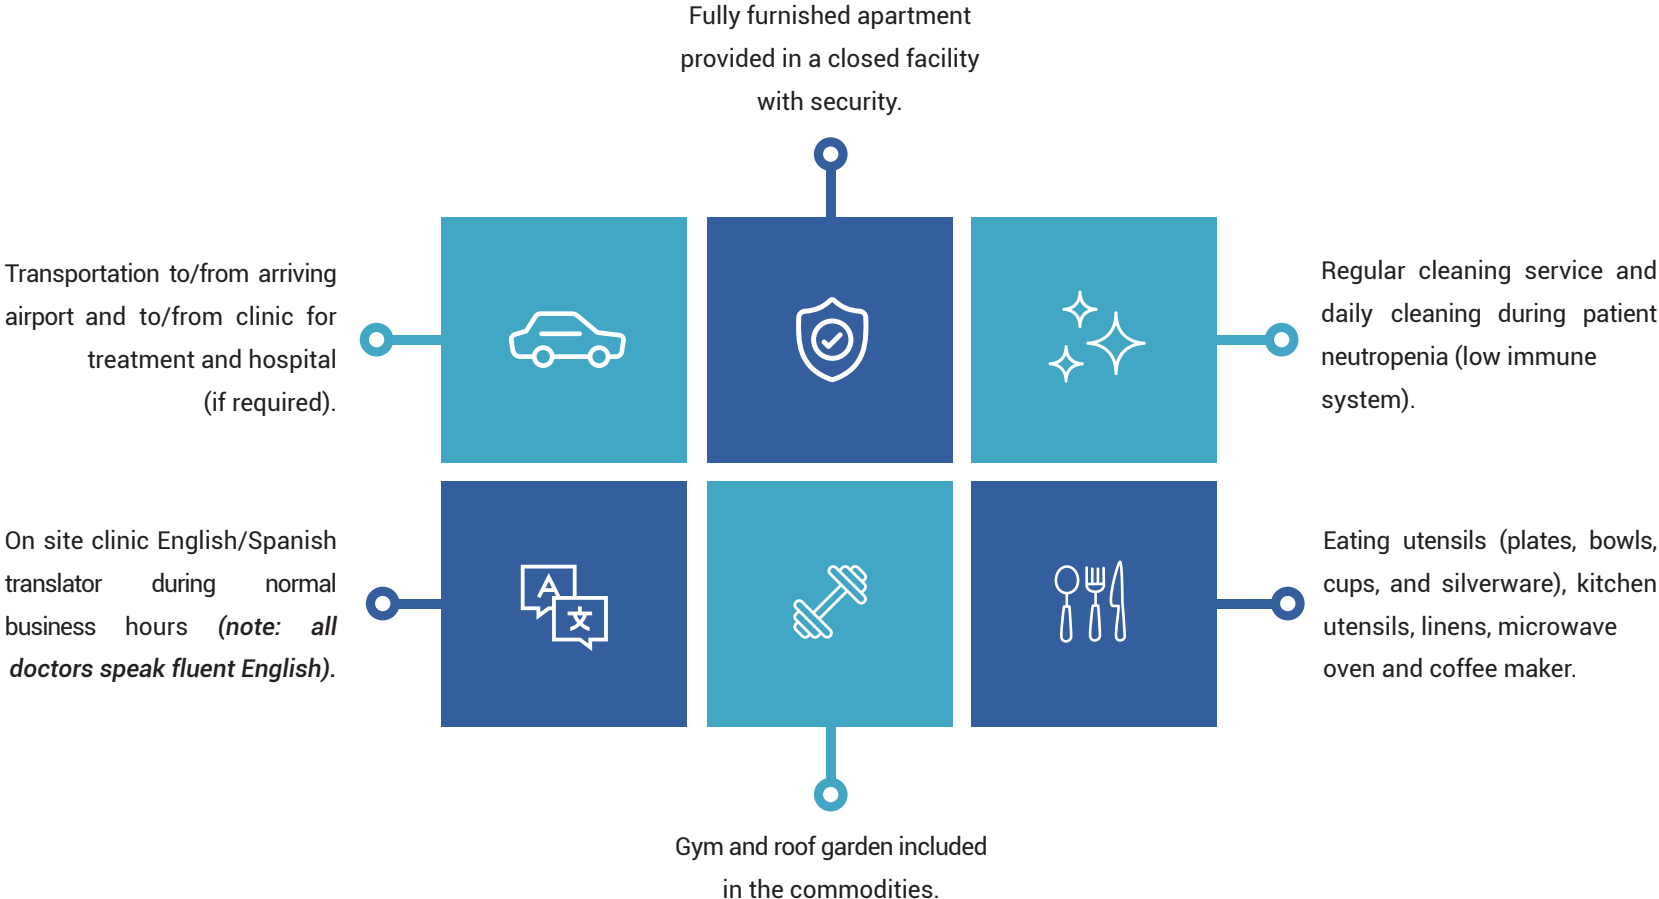 Fully furnished apartment
provided in a closed facility
with security.
Transportation to/from arriving
airport and to/from clinic for
treatment and hospital
(if required).
Regular cleaning service and
daily cleaning during patient
neutropenia (low immune
system).
On site clinic English/Spanish
translator during normal
business hours (note: all
doctors speak fluent English).
A
文
Eating utensils (plates, bowls,
cups, and silverware), kitchen
utensils, linens, microwave
oven and coffee maker.
Gym and roof garden included
in the commodities.